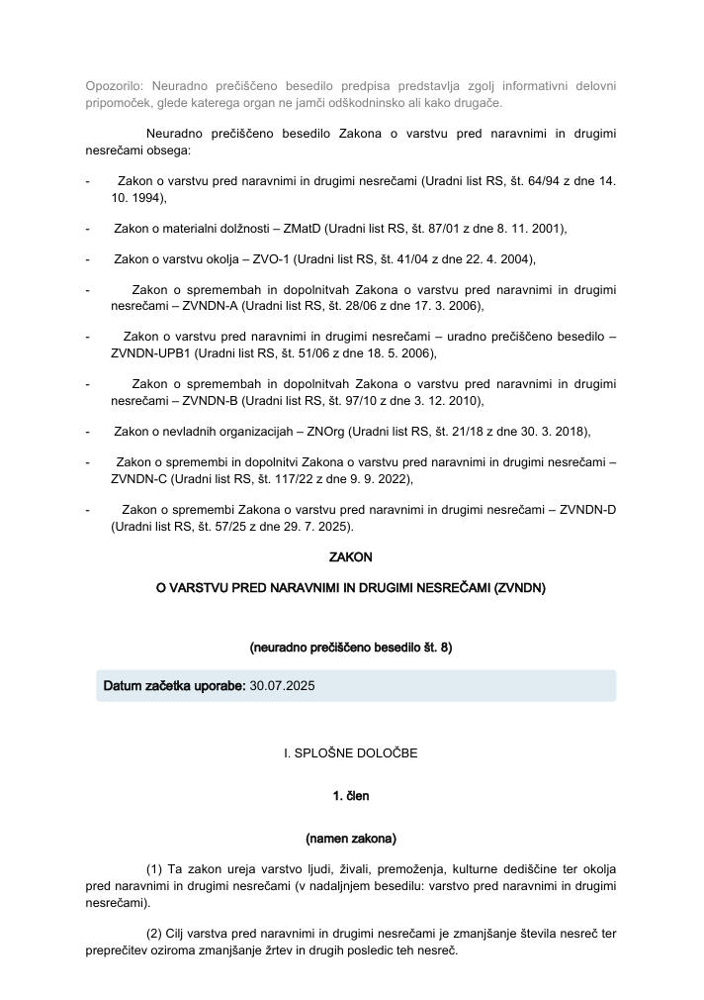 Opozorilo: Neuradno prečiščeno besedilo predpisa predstavlja zgolj informativni delovni
pripomoček, glede katerega organ ne jamči odškodninsko ali kako drugače.
Neuradno prečiščeno besedilo Zakona o varstvu pred naravnimi in drugimi
nesrečami obsega:
- Zakon o varstvu pred naravnimi in drugimi nesrečami (Uradni list RS, št. 64/94 z dne 14.
10. 1994),
- Zakon o materialni dolžnosti – ZMatD (Uradni list RS, št. 87/01 z dne 8. 11. 2001),
- Zakon o varstvu okolja – ZVO-1 (Uradni list RS, št. 41/04 z dne 22. 4. 2004),
- Zakon o spremembah in dopolnitvah Zakona o varstvu pred naravnimi in drugimi
nesrečami – ZVNDN-A (Uradni list RS, št. 28/06 z dne 17. 3. 2006),
- Zakon o varstvu pred naravnimi in drugimi nesrečami – uradno prečiščeno besedilo –
ZVNDN-UPB1 (Uradni list RS, št. 51/06 z dne 18. 5. 2006),
- Zakon o spremembah in dopolnitvah Zakona o varstvu pred naravnimi in drugimi
nesrečami – ZVNDN-B (Uradni list RS, št. 97/10 z dne 3. 12. 2010),
- Zakon o nevladnih organizacijah – ZNOrg (Uradni list RS, št. 21/18 z dne 30. 3. 2018),
- Zakon o spremembi in dopolnitvi Zakona o varstvu pred naravnimi in drugimi nesrečami –
ZVNDN-C (Uradni list RS, št. 117/22 z dne 9. 9. 2022),
- Zakon o spremembi Zakona o varstvu pred naravnimi in drugimi nesrečami – ZVNDN-D
(Uradni list RS, št. 57/25 z dne 29. 7. 2025).
ZAKON
O VARSTVU PRED NARAVNIMI IN DRUGIMI NESREČAMI (ZVNDN)
(neuradno prečiščeno besedilo št. 8)
Datum začetka uporabe: 30.07.2025
I. SPLOŠNE DOLOČBE
1. člen
(namen zakona)
(1) Ta zakon ureja varstvo ljudi, živali, premoženja, kulturne dediščine ter okolja
pred naravnimi in drugimi nesrečami (v nadaljnjem besedilu: varstvo pred naravnimi in drugimi
nesrečami).
(2) Cilj varstva pred naravnimi in drugimi nesrečami je zmanjšanje števila nesreč ter
preprečitev oziroma zmanjšanje žrtev in drugih posledic teh nesreč.